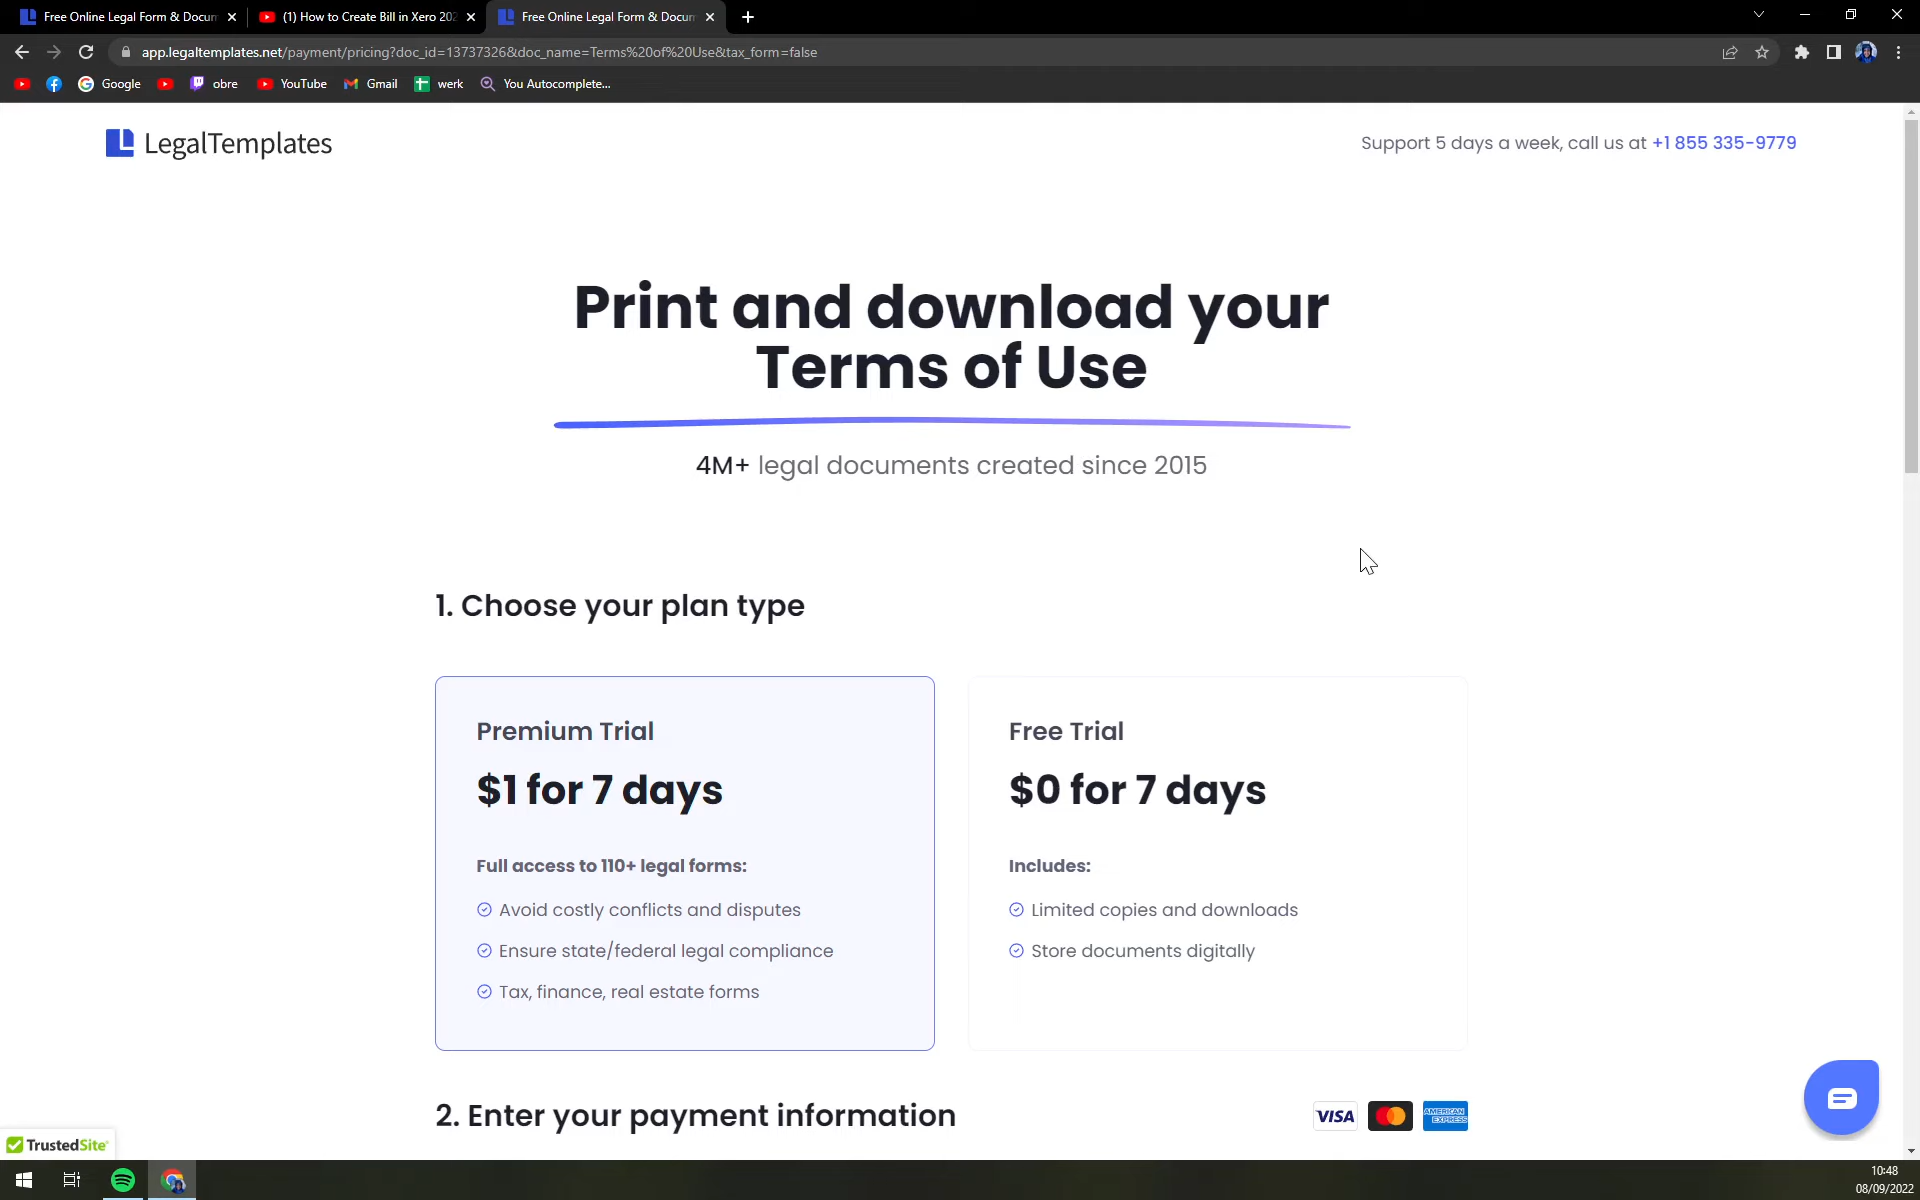 Free Online Legal Form & Docun
(1) How to Create Bill in Xero 202
Free Online Legal Form & Docun
app.legaltemplates.net/payment/pricing?doc_id=13737326&doc_name=Terms%20of%20Use&tax_form=false
Google
obre
YouTube
Gmail
werk
You Autocomplete...
LegalTemplates
Support 5 days a week, call us at +1 855 335-9779
Print and download your
Terms of Use
4M+ legal documents created since 2015
1. Choose your plan type
Premium Trial
$1 for 7 days
Full access to 110+ legal forms:
Avoid costly conflicts and disputes
Ensure state/federal legal compliance
Tax, finance, real estate forms
Free Trial
$0 for 7 days
Includes:
Limited copies and downloads
Store documents digitally
2. Enter your payment information
VISA
AMERICAN
EXPRESS
TrustedSite
10:48
08/09/2022